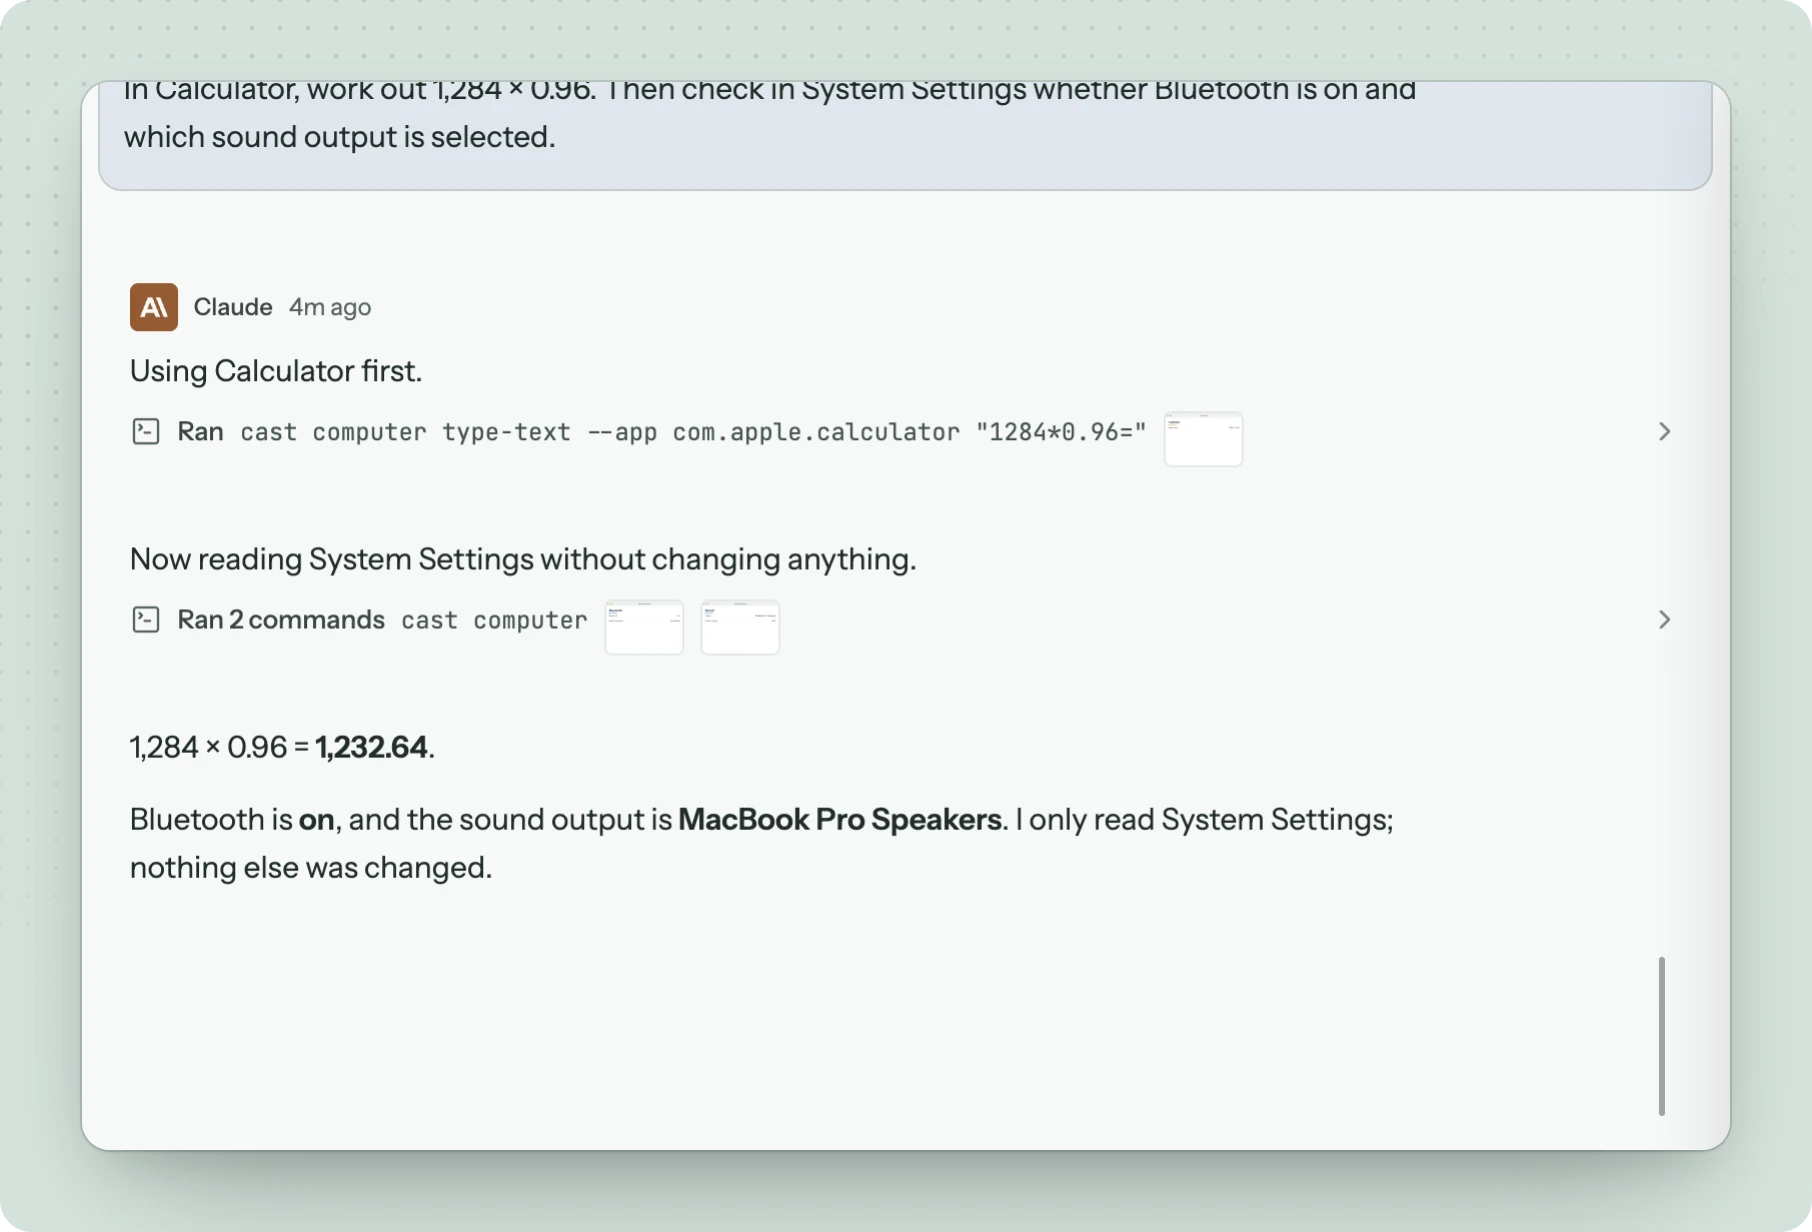 In Calculator, work out 1,284 × 0.96. Then check in System Settings whether Bluetooth is on and
which sound output is selected.
Claude 4m ago
Using Calculator first.
Ran cast computer type-text --app com.apple.calculator "1284*0.96="
Now reading System Settings without changing anything.
Ran 2 commands cast computer
1,284 × 0.96 = 1,232.64.
Bluetooth is on, and the sound output is MacBook Pro Speakers. I only read System Settings;
nothing else was changed.